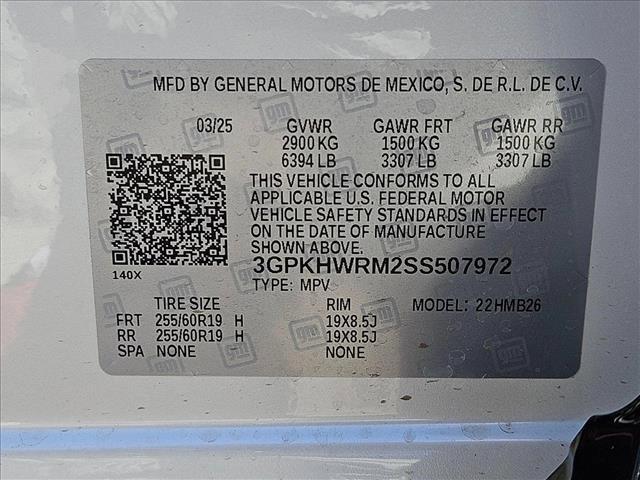 MFD BY GENERAL MOTORS DE MEXICO, S. DE R.L. DE C.V.
03/25 GVWR GAWR FRT GAWR RR
2900 KG 1500 KG 1500 KG
6394 LB 3307 LB 3307 LB
THIS VEHICLE CONFORMS TO ALL
APPLICABLE U.S. FEDERAL MOTOR
VEHICLE SAFETY STANDARDS IN EFFECT
ON THE DATE OF MANUFACTURE
SHOWN ABOVE.
3GPKHWRM2SS507972
140X
TYPE: MPV
TIRE SIZE RIM MODEL: 22HMB26
FRT 255/60R19 H 19X8.5J
RR 255/60R19 H 19X8.5J
SPA NONE NONE